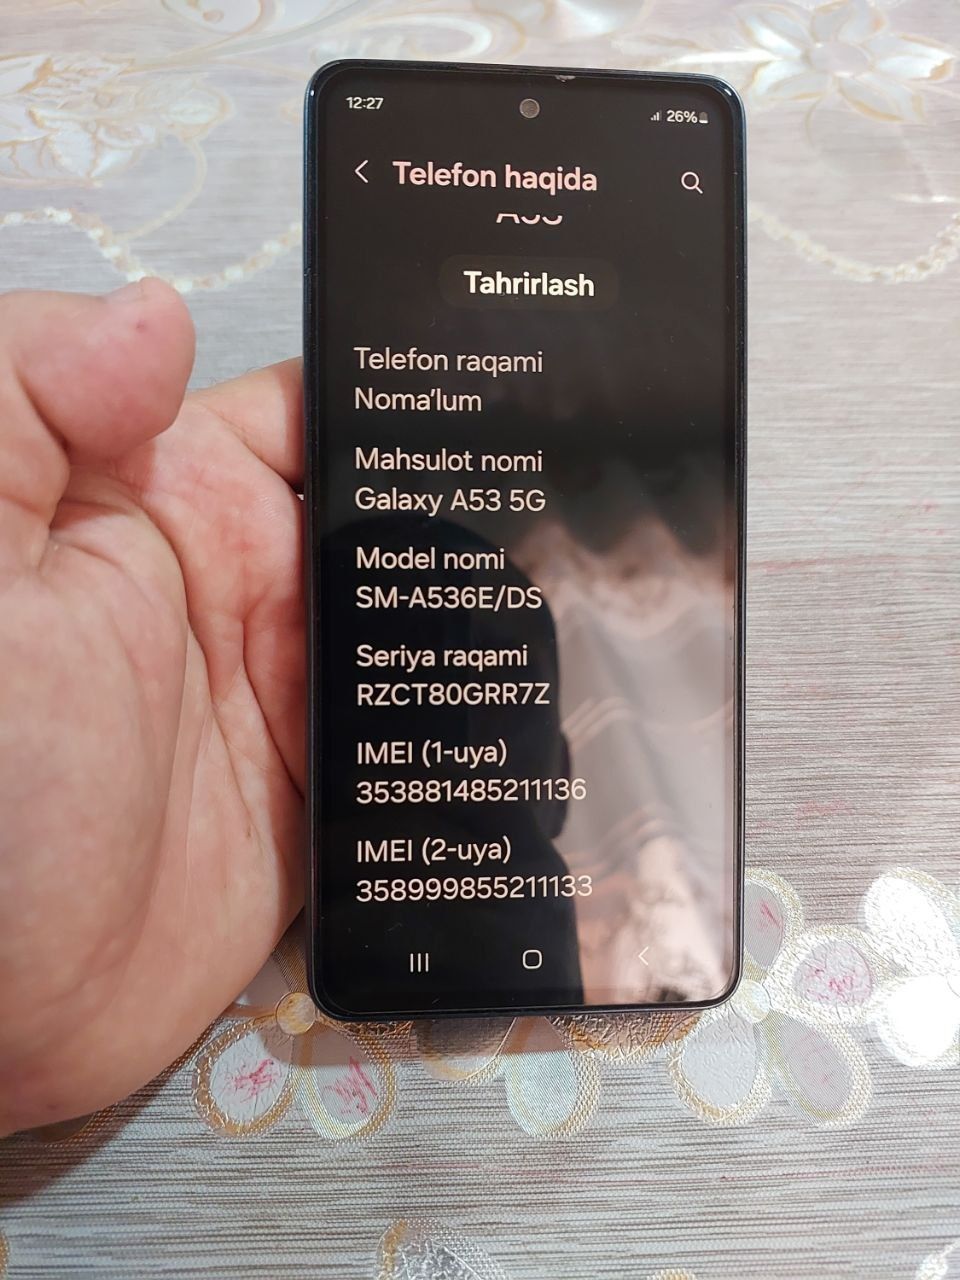 12:27
26%
Telefon haqida
Tahrirlash
Telefon raqami
Noma’lum
Mahsulot nomi
Galaxy A53 5G
Model nomi
SM-A536E/DS
Seriya raqami
RZCT80GRR7Z
IMEI (1-uya)
353881485211136
IMEI (2-uya)
358999855211133